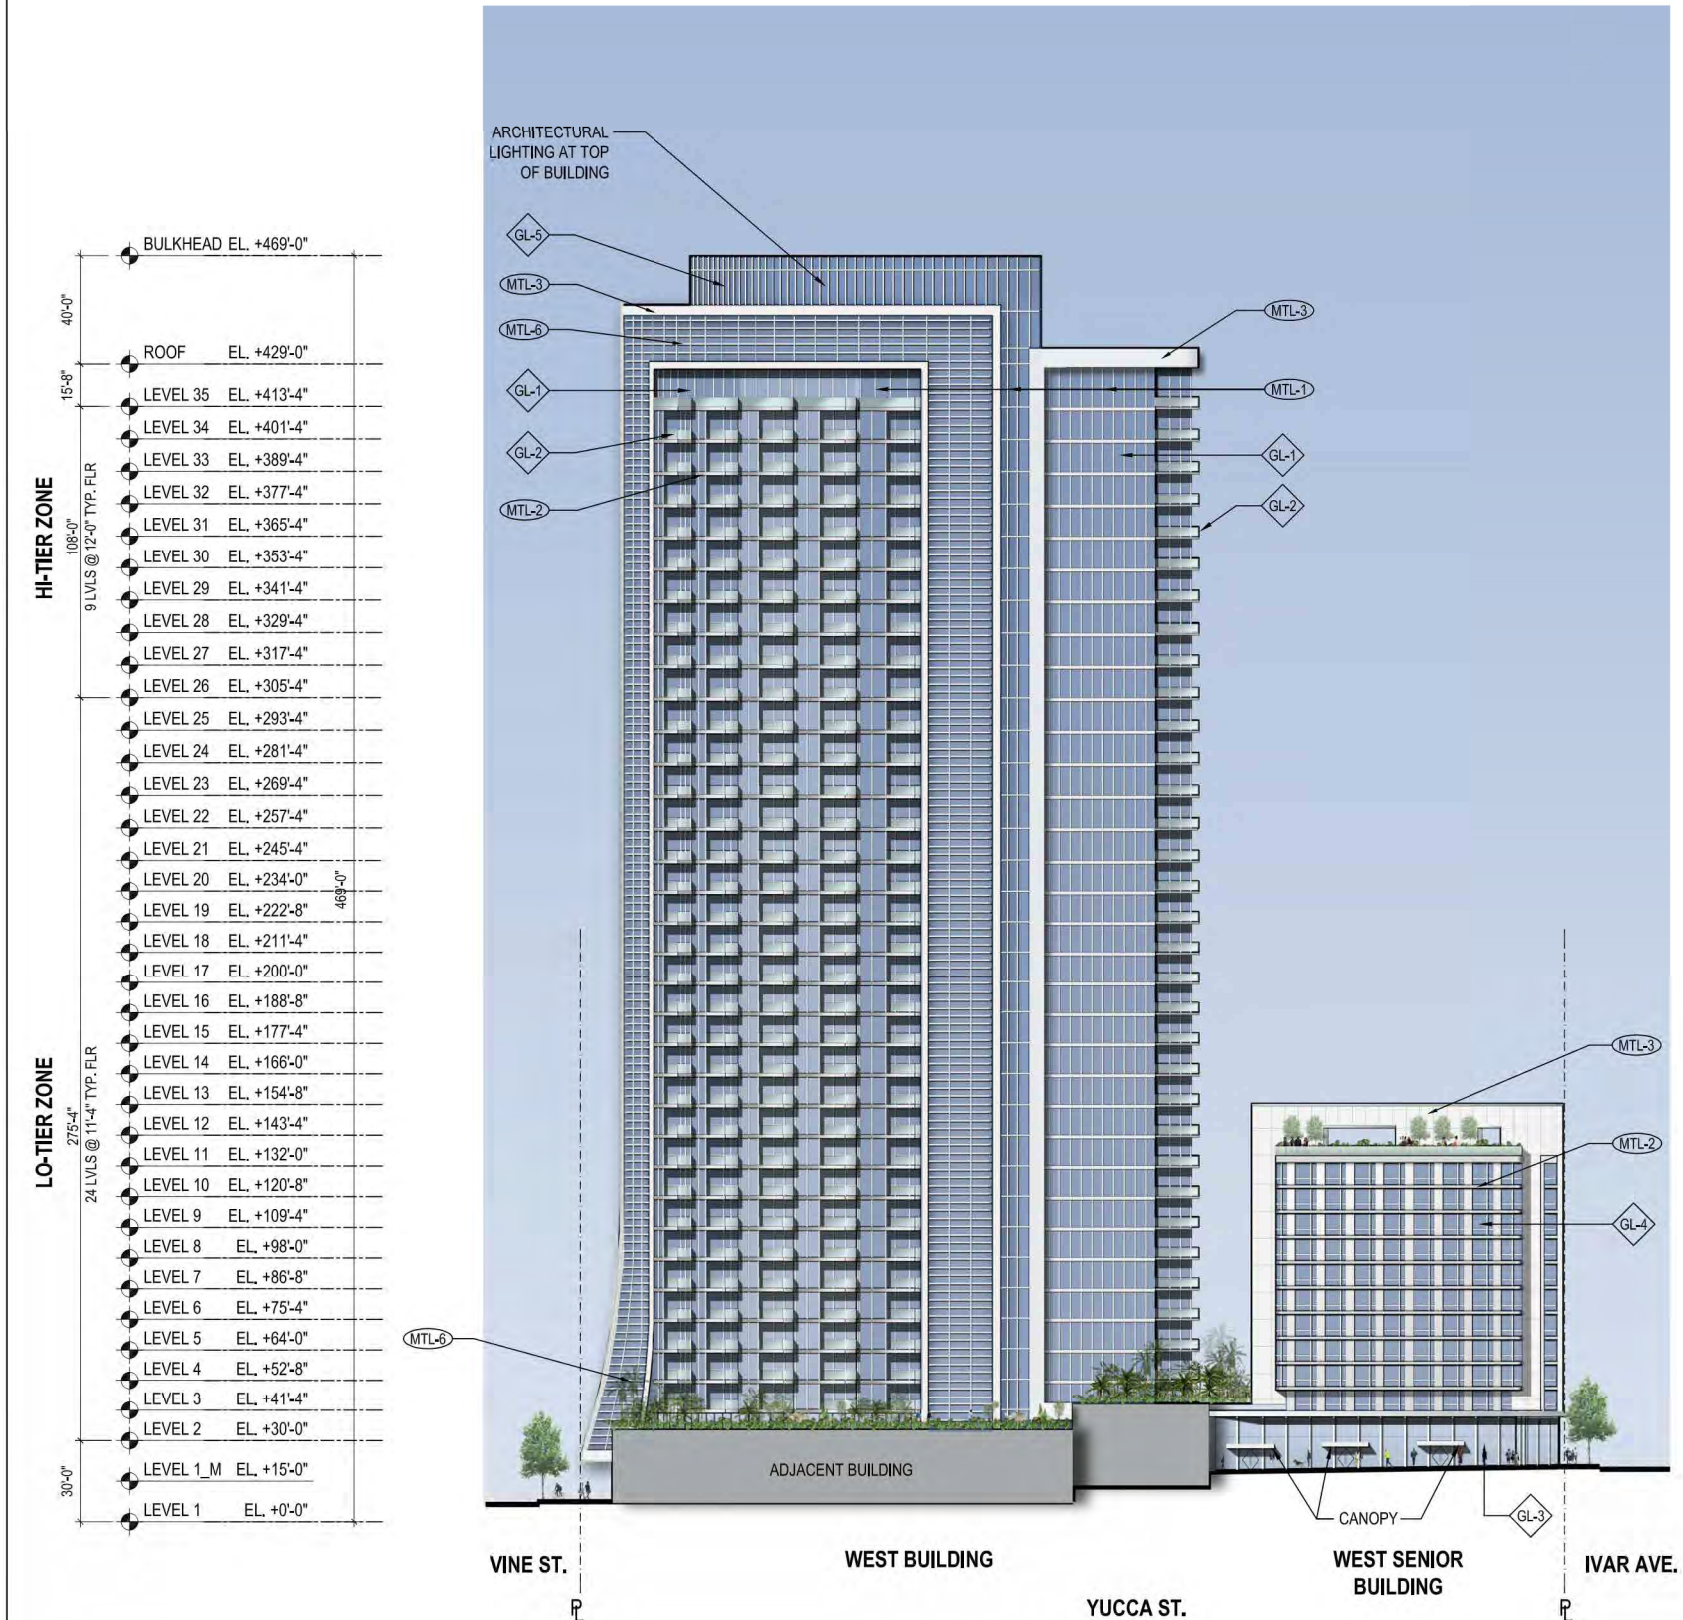 ARCHITECTURAL
LIGHTING AT TOP
OF BUILDING
GL-5
MTL-3
MTL-6
GL-1
GL-2
MTL-2
MTL-3
MTL-1
GL-1
GL-2
MTL-3
MTL-2
GL-4
MTL-6
GL-3
CANOPY
ADJACENT BUILDING
BULKHEAD EL. +469'-0"
ROOF EL. +429'-0"
LEVEL 35 EL. +413'-4"
LEVEL 34 EL. +401'-4"
LEVEL 33 EL. +389'-4"
LEVEL 32 EL. +377'-4"
LEVEL 31 EL. +365'-4"
LEVEL 30 EL. +353'-4"
LEVEL 29 EL. +341'-4"
LEVEL 28 EL. +329'-4"
LEVEL 27 EL. +317'-4"
LEVEL 26 EL. +305'-4"
LEVEL 25 EL. +293'-4"
LEVEL 24 EL. +281'-4"
LEVEL 23 EL. +269'-4"
LEVEL 22 EL. +257'-4"
LEVEL 21 EL. +245'-4"
LEVEL 20 EL. +234'-0"
LEVEL 19 EL. +222'-8"
LEVEL 18 EL. +211'-4"
LEVEL 17 EL. +200'-0"
LEVEL 16 EL. +188'-8"
LEVEL 15 EL. +177'-4"
LEVEL 14 EL. +166'-0"
LEVEL 13 EL. +154'-8"
LEVEL 12 EL. +143'-4"
LEVEL 11 EL. +132'-0"
LEVEL 10 EL. +120'-8"
LEVEL 9 EL. +109'-4"
LEVEL 8 EL. +98'-0"
LEVEL 7 EL. +86'-8"
LEVEL 6 EL. +75'-4"
LEVEL 5 EL. +64'-0"
LEVEL 4 EL. +52'-8"
LEVEL 3 EL. +41'-4"
LEVEL 2 EL. +30'-0"
LEVEL 1_M EL. +15'-0"
LEVEL 1 EL. +0'-0"
40'-0"
15'-8"
HI-TIER ZONE
108'-0"
9 LVLS @ 12'-0" TYP. FLR
469'-0"
LO-TIER ZONE
275'-4"
24 LVLS @ 11'-4" TYP. FLR
30'-0"
VINE ST.
WEST BUILDING
WEST SENIOR
BUILDING
IVAR AVE.
YUCCA ST.
PL
PL